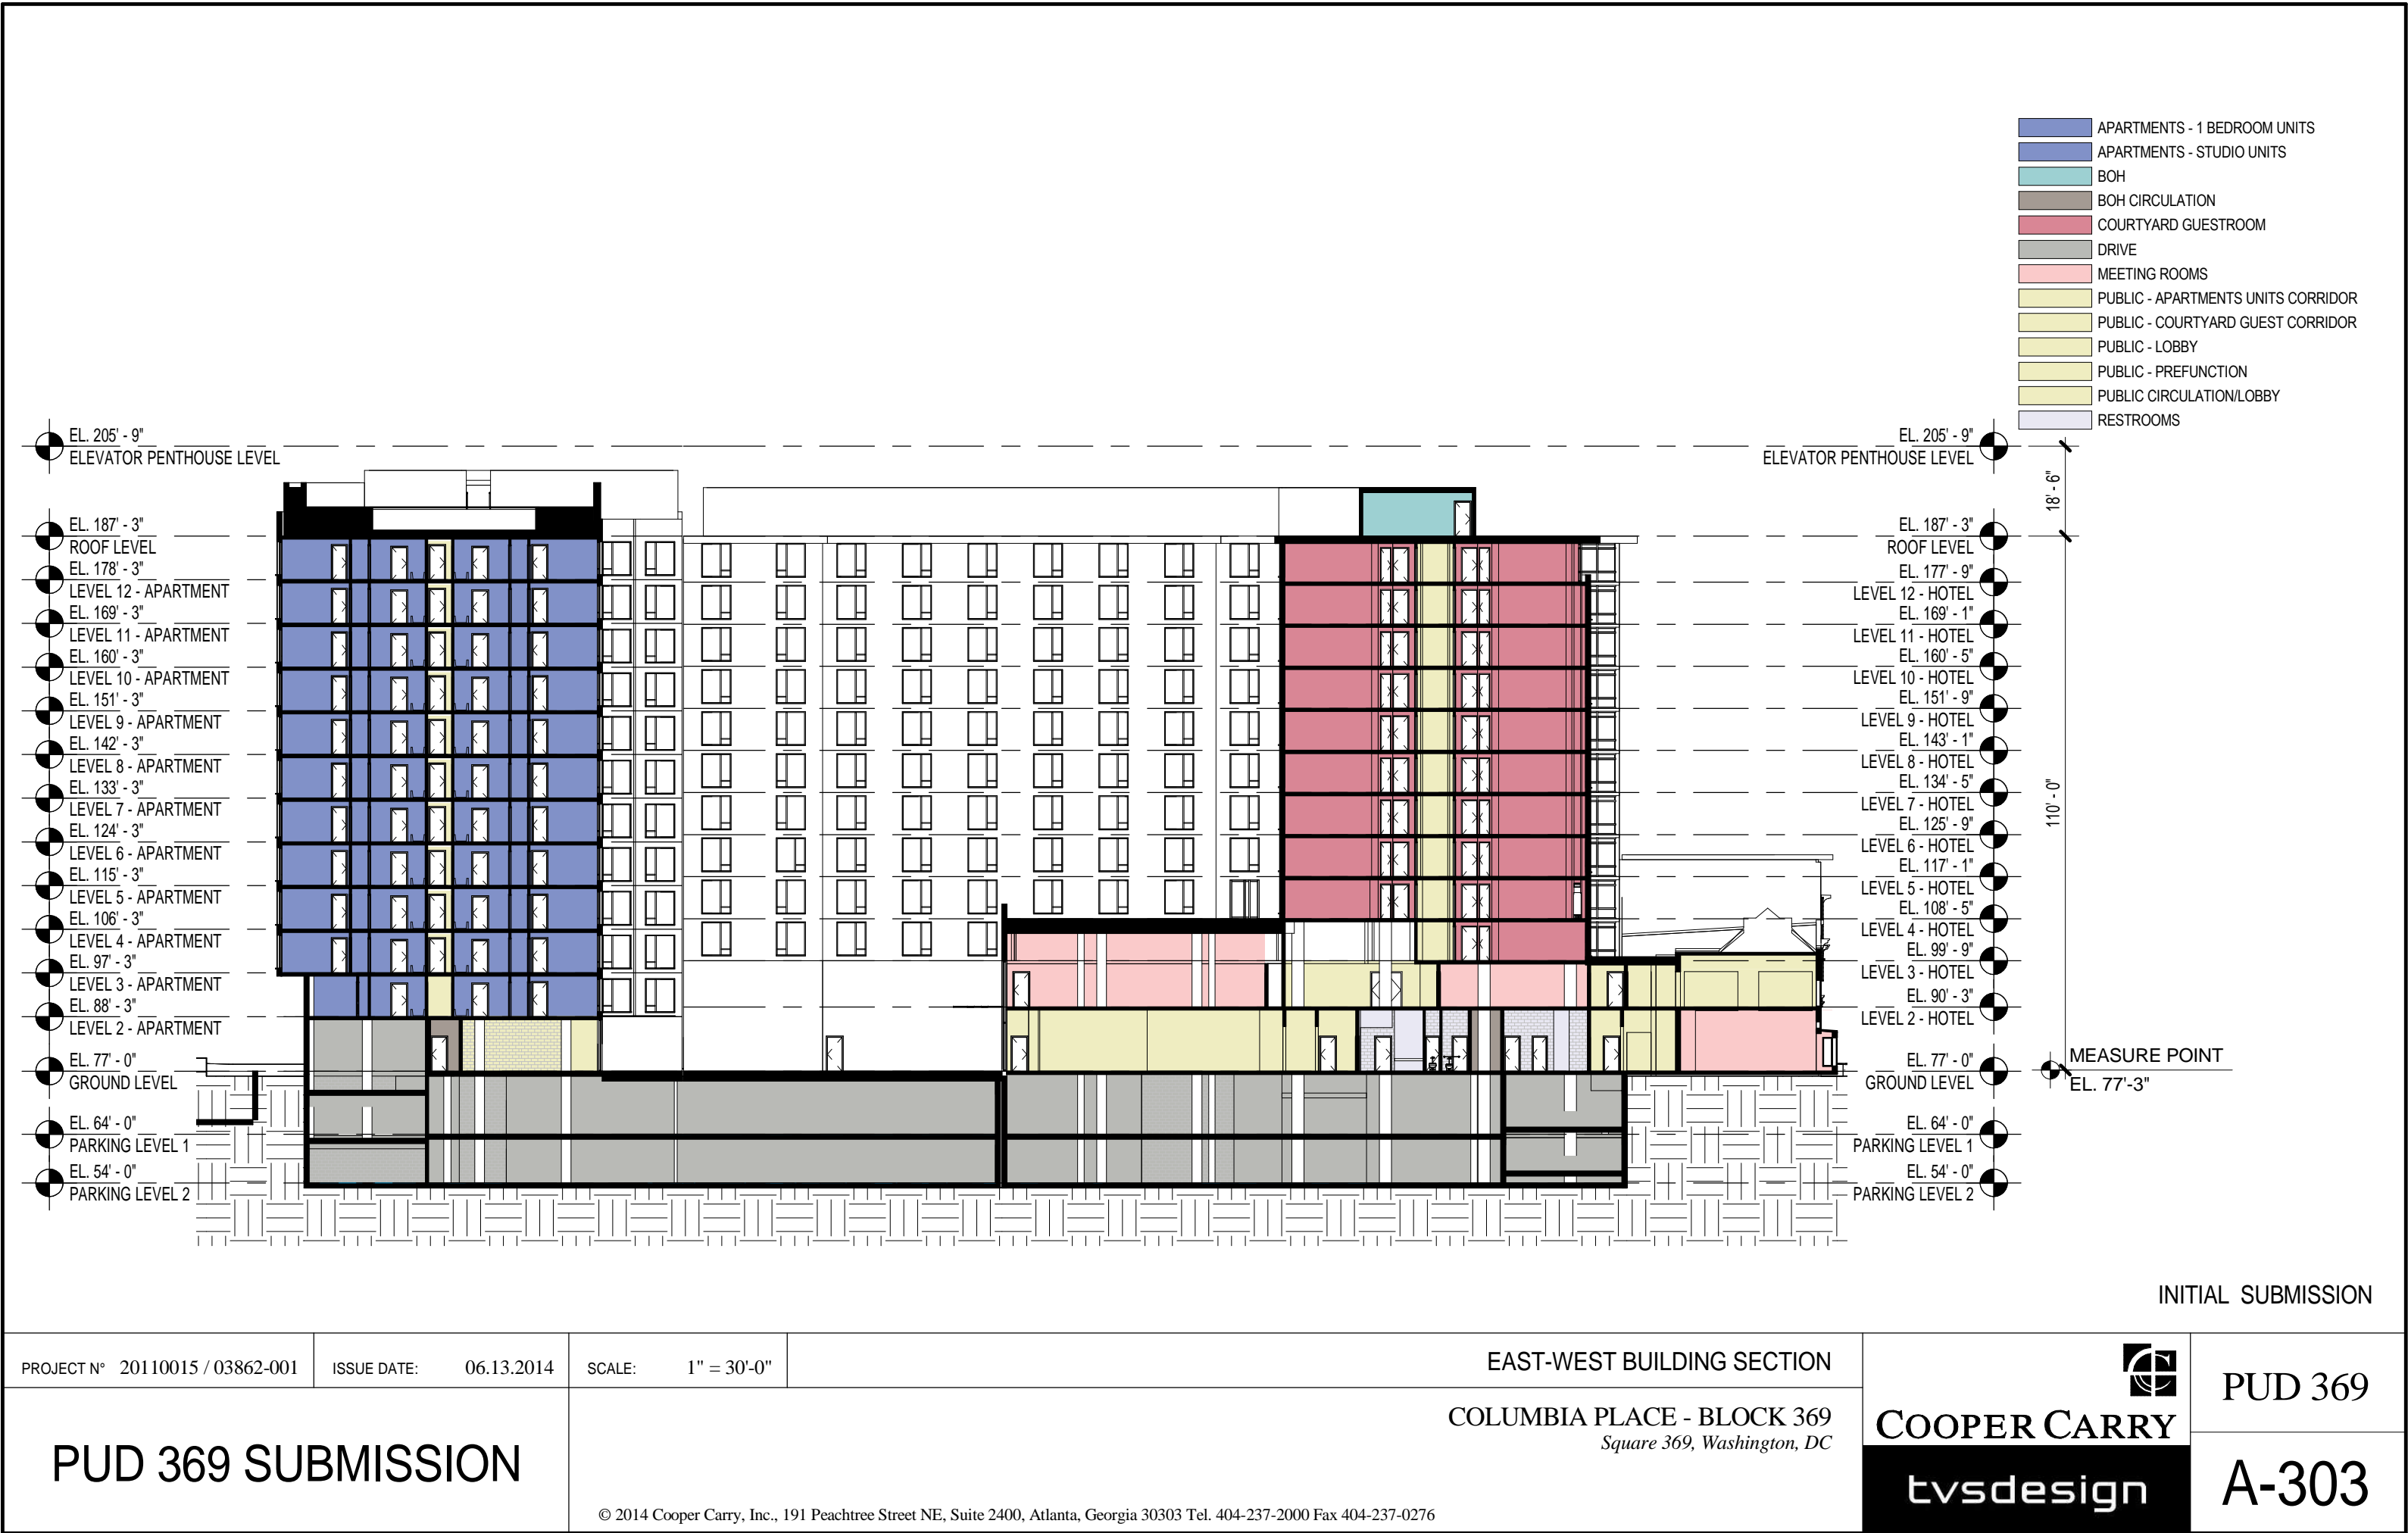 APARTMENTS - 1 BEDROOM UNITS
APARTMENTS - STUDIO UNITS
BOH
BOH CIRCULATION
COURTYARD GUESTROOM
DRIVE
MEETING ROOMS
PUBLIC - APARTMENTS UNITS CORRIDOR
PUBLIC - COURTYARD GUEST CORRIDOR
PUBLIC - LOBBY
PUBLIC - PREFUNCTION
PUBLIC CIRCULATION/LOBBY
RESTROOMS
EL. 205' - 9"
ELEVATOR PENTHOUSE LEVEL
EL. 187' - 3"
ROOF LEVEL
EL. 178' - 3"
LEVEL 12 - APARTMENT
EL. 169' - 3"
LEVEL 11 - APARTMENT
EL. 160' - 3"
LEVEL 10 - APARTMENT
EL. 151' - 3"
LEVEL 9 - APARTMENT
EL. 142' - 3"
LEVEL 8 - APARTMENT
EL. 133' - 3"
LEVEL 7 - APARTMENT
EL. 124' - 3"
LEVEL 6 - APARTMENT
EL. 115' - 3"
LEVEL 5 - APARTMENT
EL. 106' - 3"
LEVEL 4 - APARTMENT
EL. 97' - 3"
LEVEL 3 - APARTMENT
EL. 88' - 3"
LEVEL 2 - APARTMENT
EL. 77' - 0"
GROUND LEVEL
EL. 64' - 0"
PARKING LEVEL 1
EL. 54' - 0"
PARKING LEVEL 2
EL. 205' - 9"
ELEVATOR PENTHOUSE LEVEL
EL. 187' - 3"
ROOF LEVEL
EL. 177' - 9"
LEVEL 12 - HOTEL
EL. 169' - 1"
LEVEL 11 - HOTEL
EL. 160' - 5"
LEVEL 10 - HOTEL
EL. 151' - 9"
LEVEL 9 - HOTEL
EL. 143' - 1"
LEVEL 8 - HOTEL
EL. 134' - 5"
LEVEL 7 - HOTEL
EL. 125' - 9"
LEVEL 6 - HOTEL
EL. 117' - 1"
LEVEL 5 - HOTEL
EL. 108' - 5"
LEVEL 4 - HOTEL
EL. 99' - 9"
LEVEL 3 - HOTEL
EL. 90' - 3"
LEVEL 2 - HOTEL
EL. 77' - 0"
GROUND LEVEL
EL. 64' - 0"
PARKING LEVEL 1
EL. 54' - 0"
PARKING LEVEL 2
18' - 6"
110' - 0"
MEASURE POINT
EL. 77'-3"
INITIAL SUBMISSION
PROJECT N° 20110015 / 03862-001
ISSUE DATE: 06.13.2014
SCALE: 1" = 30'-0"
EAST-WEST BUILDING SECTION
PUD 369 SUBMISSION
COLUMBIA PLACE - BLOCK 369
Square 369, Washington, DC
© 2014 Cooper Carry, Inc., 191 Peachtree Street NE, Suite 2400, Atlanta, Georgia 30303 Tel. 404-237-2000 Fax 404-237-0276
COOPER CARRY
tvsdesign
PUD 369
A-303